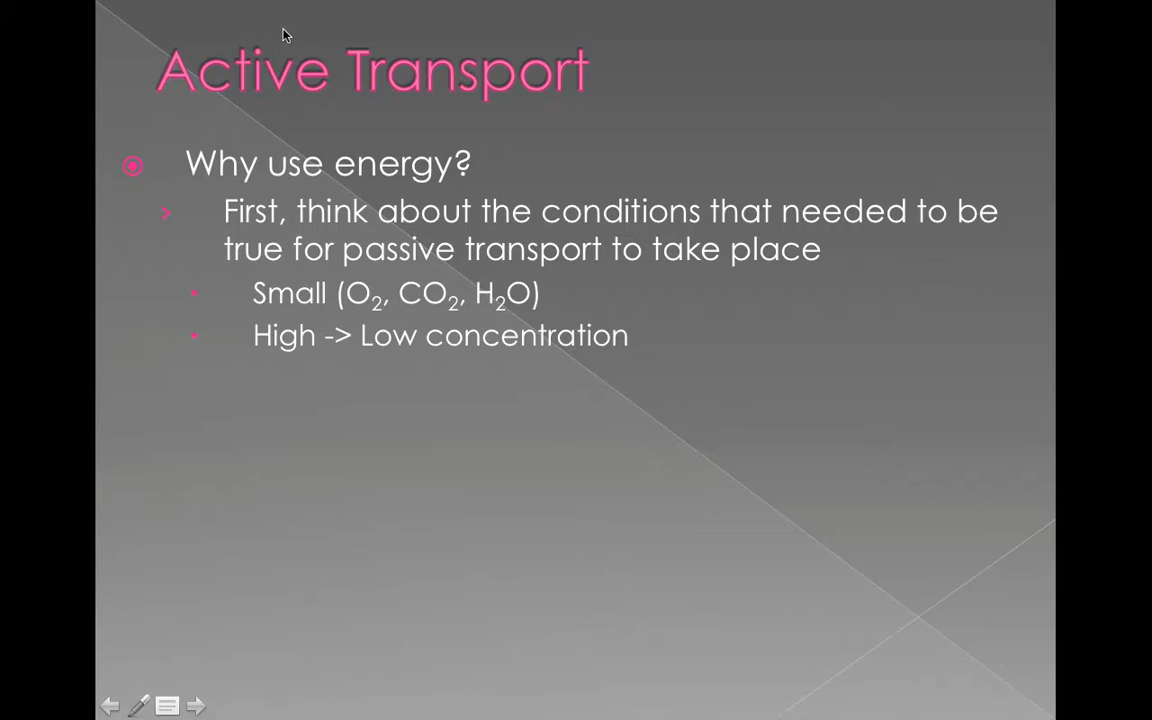 Active Transport
Why use energy?
First, think about the conditions that needed to be
true for passive transport to take place
Small (O₂, CO₂, H₂O)
High -> Low concentration